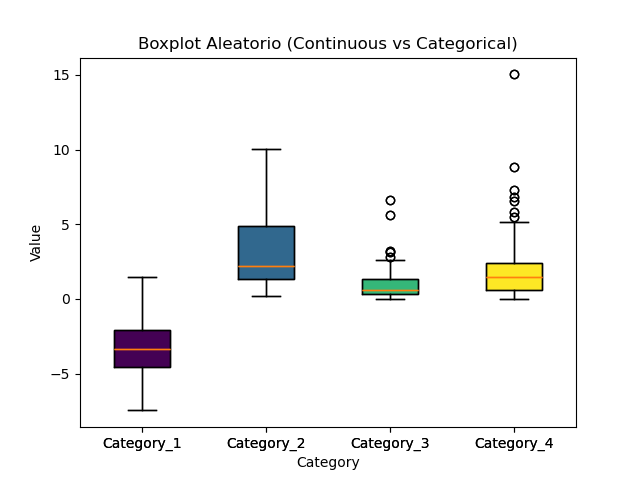 Boxplot Aleatorio (Continuous vs Categorical)
15
10
5
0
−5
Value
Category_1 Category_2 Category_3 Category_4
Category